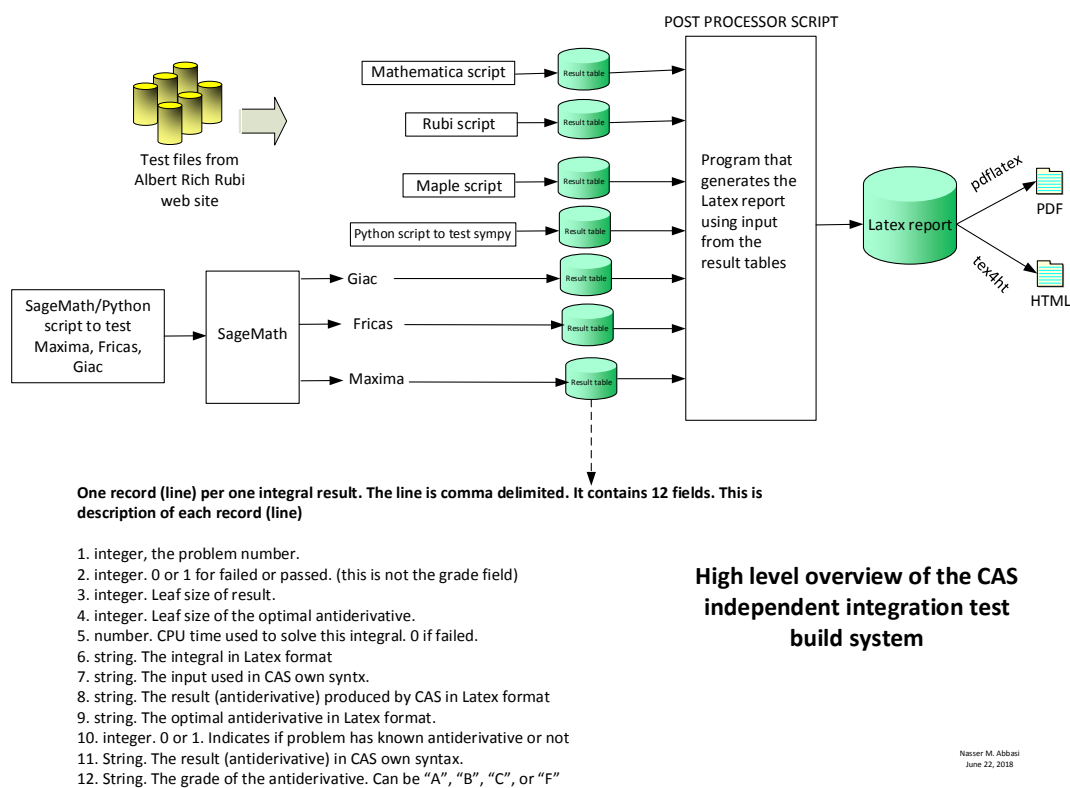 POST PROCESSOR SCRIPT
Mathematica script
Result table
Rubi script
Result table
Test files from
Albert Rich Rubi
web site
Maple script
Result table
Python script to test sympy
Result table
Giac
Result table
Fricas
Result table
Maxima
Result table
SageMath/Python
script to test
Maxima, Fricas,
Giac
SageMath
Program that
generates the
Latex report
using input
from the
result tables
Latex report
pdflatex
PDF
tex4ht
HTML
One record (line) per one integral result. The line is comma delimited. It contains 12 fields. This is
description of each record (line)
1. integer, the problem number.
2. integer. 0 or 1 for failed or passed. (this is not the grade field)
3. integer. Leaf size of result.
4. integer. Leaf size of the optimal antiderivative.
5. number. CPU time used to solve this integral. 0 if failed.
6. string. The integral in Latex format
7. string. The input used in CAS own syntx.
8. string. The result (antiderivative) produced by CAS in Latex format
9. string. The optimal antiderivative in Latex format.
10. integer. 0 or 1. Indicates if problem has known antiderivative or not
11. String. The result (antiderivative) in CAS own syntax.
12. String. The grade of the antiderivative. Can be “A”, “B”, “C”, or “F”
High level overview of the CAS
independent integration test
build system
Nasser M. Abbasi
June 22, 2018